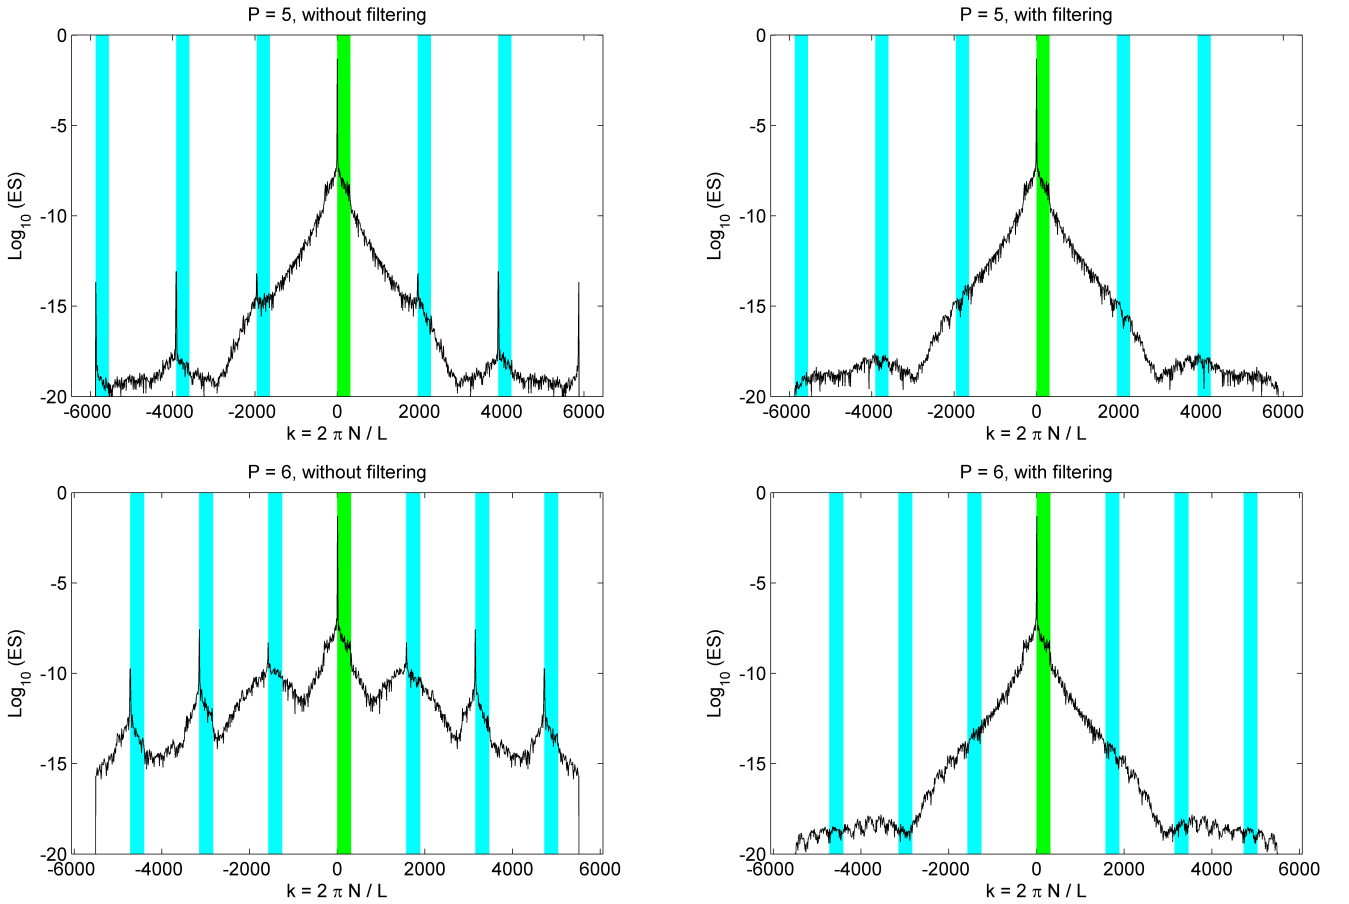 P = 5, without filtering
0
-5
-10
-15
-20
Log10 (ES)
-6000 -4000 -2000 0 2000 4000 6000
k = 2 π N / L
P = 5, with filtering
0
-5
-10
-15
-20
Log10 (ES)
-6000 -4000 -2000 0 2000 4000 6000
k = 2 π N / L
P = 6, without filtering
0
-5
-10
-15
-20
Log10 (ES)
-6000 -4000 -2000 0 2000 4000 6000
k = 2 π N / L
P = 6, with filtering
0
-5
-10
-15
-20
Log10 (ES)
-6000 -4000 -2000 0 2000 4000 6000
k = 2 π N / L